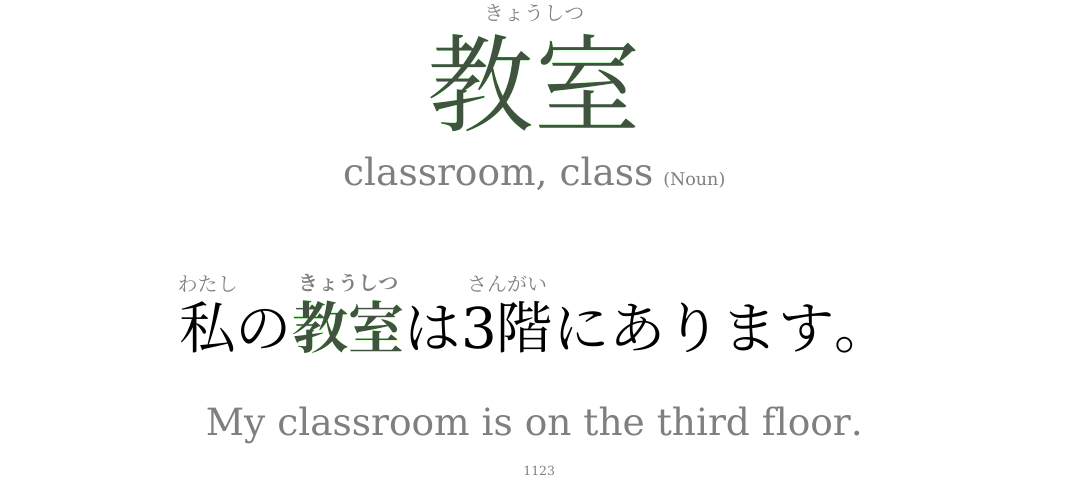 きょうしつ
教室
classroom, class (Noun)
わたし きょうしつ さんがい
私の教室は3階にあります。
My classroom is on the third floor.
1123